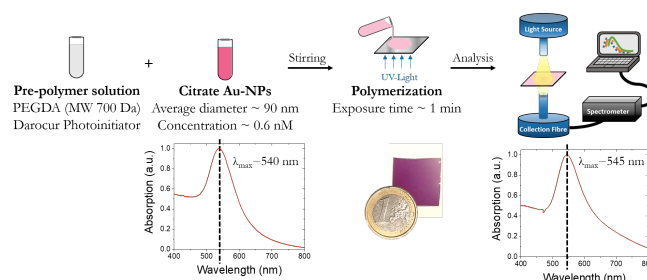 Light Source
Stirring
Analysis
+
UV-Light
Pre-polymer solution
Citrate Au-NPs
Polymerization
PEGDA (MW 700 Da)
Average diameter ~ 90 nm
Exposure time ~ 1 min
Spectrometer
Darocur Photoinitiator
Concentration ~ 0.6 nM
Collection Fibre
Absorption (a.u.)
1.0
0.8
0.6
0.4
0.2
0.0
λmax~540 nm
400 500 600 700 800
Wavelength (nm)
1
Absorption (a.u.)
1.0
0.8
0.6
0.4
0.2
0.0
λmax~545 nm
400 500 600 700 80
Wavelength (nm)